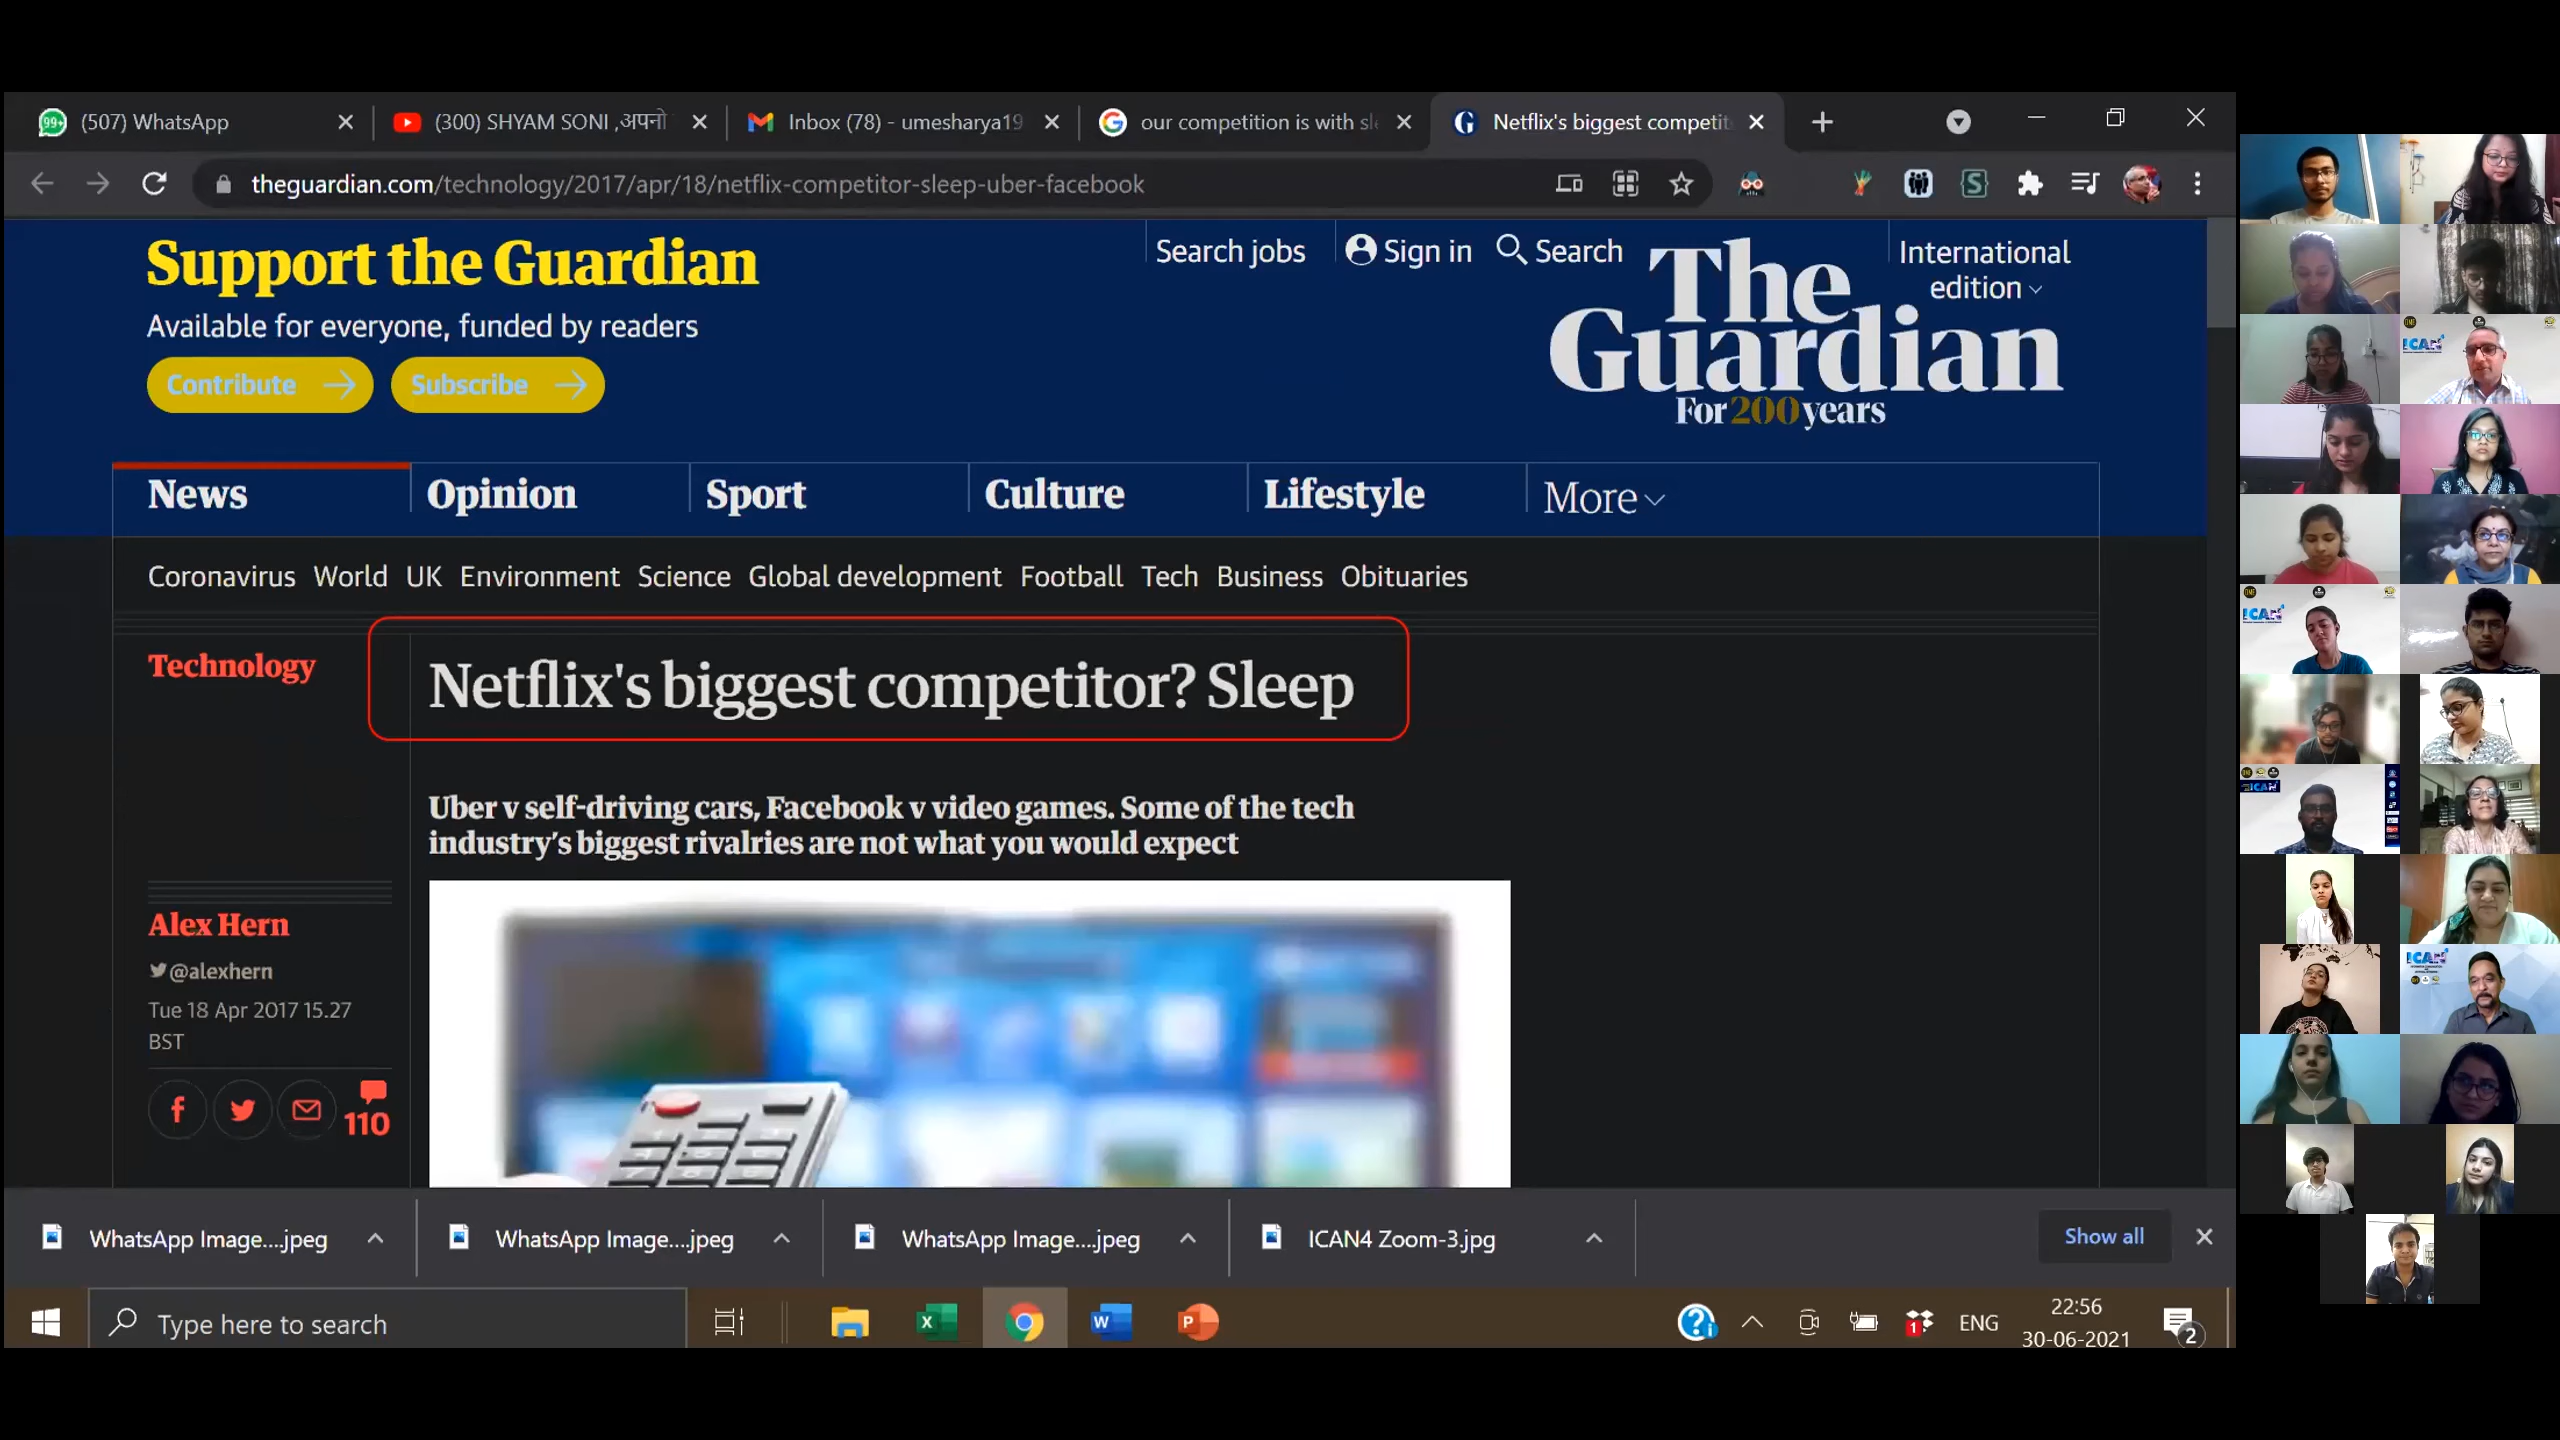 (507) WhatsApp
(300) SHYAM SONI ,अपनो
Inbox (78) - umesharya19
our competition is with sl
Netflix's biggest competit
theguardian.com/technology/2017/apr/18/netflix-competitor-sleep-uber-facebook
Support the Guardian
Available for everyone, funded by readers
Contribute
Subscribe
Search jobs
Sign in
Search
International
edition
The
Guardian
For 200 years
News
Opinion
Sport
Culture
Lifestyle
More
Coronavirus World UK Environment Science Global development Football Tech Business Obituaries
Technology
Netflix's biggest competitor? Sleep
Uber v self-driving cars, Facebook v video games. Some of the tech
industry's biggest rivalries are not what you would expect
Alex Hern
@alexhern
Tue 18 Apr 2017 15.27
BST
110
WhatsApp Image....jpeg
WhatsApp Image....jpeg
WhatsApp Image....jpeg
ICAN4 Zoom-3.jpg
Show all
Type here to search
ENG
22:56
30-06-2021
2
ICAN
ICAN
ICAN
ICAN